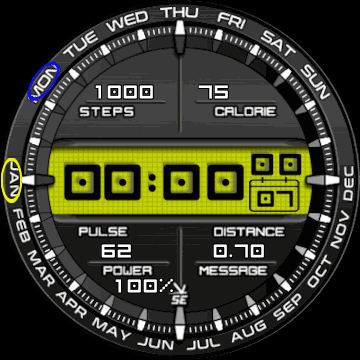 MON TUE WED THU FRI SAT SUN
1000 75
STEPS CALORIE
00:00 00
07
PULSE DISTANCE
62 0.70
POWER MESSAGE
100%
SE
JAN FEB MAR APR MAY JUN JUL AUG SEP OCT NOV DEC